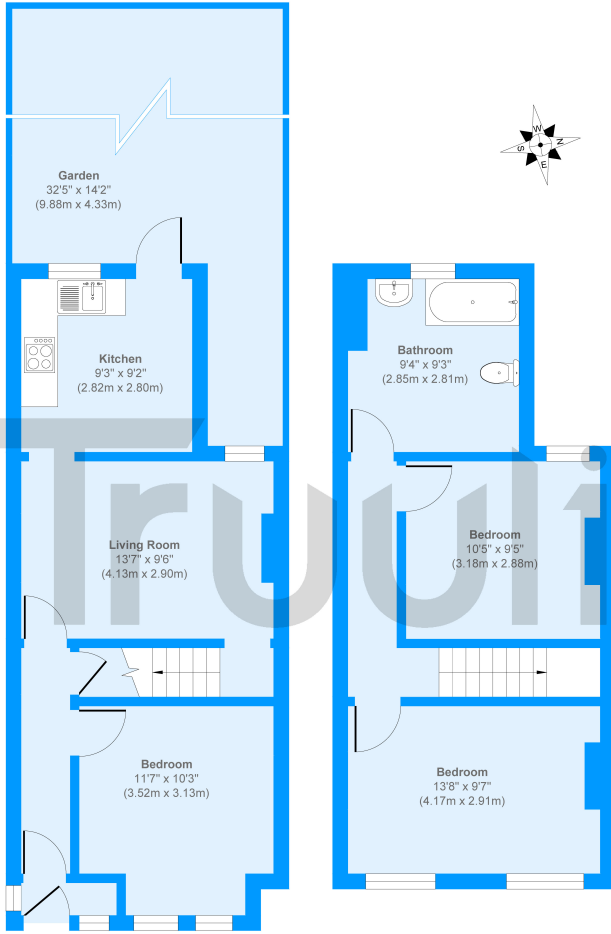 Garden
32'5" x 14'2"
(9.88m x 4.33m)
W
N
S
E
Kitchen
9'3" x 9'2"
(2.82m x 2.80m)
Bathroom
9'4" x 9'3"
(2.85m x 2.81m)
Truuli
Living Room
13'7" x 9'6"
(4.13m x 2.90m)
Bedroom
10'5" x 9'5"
(3.18m x 2.88m)
Bedroom
11'7" x 10'3"
(3.52m x 3.13m)
Bedroom
13'8" x 9'7"
(4.17m x 2.91m)